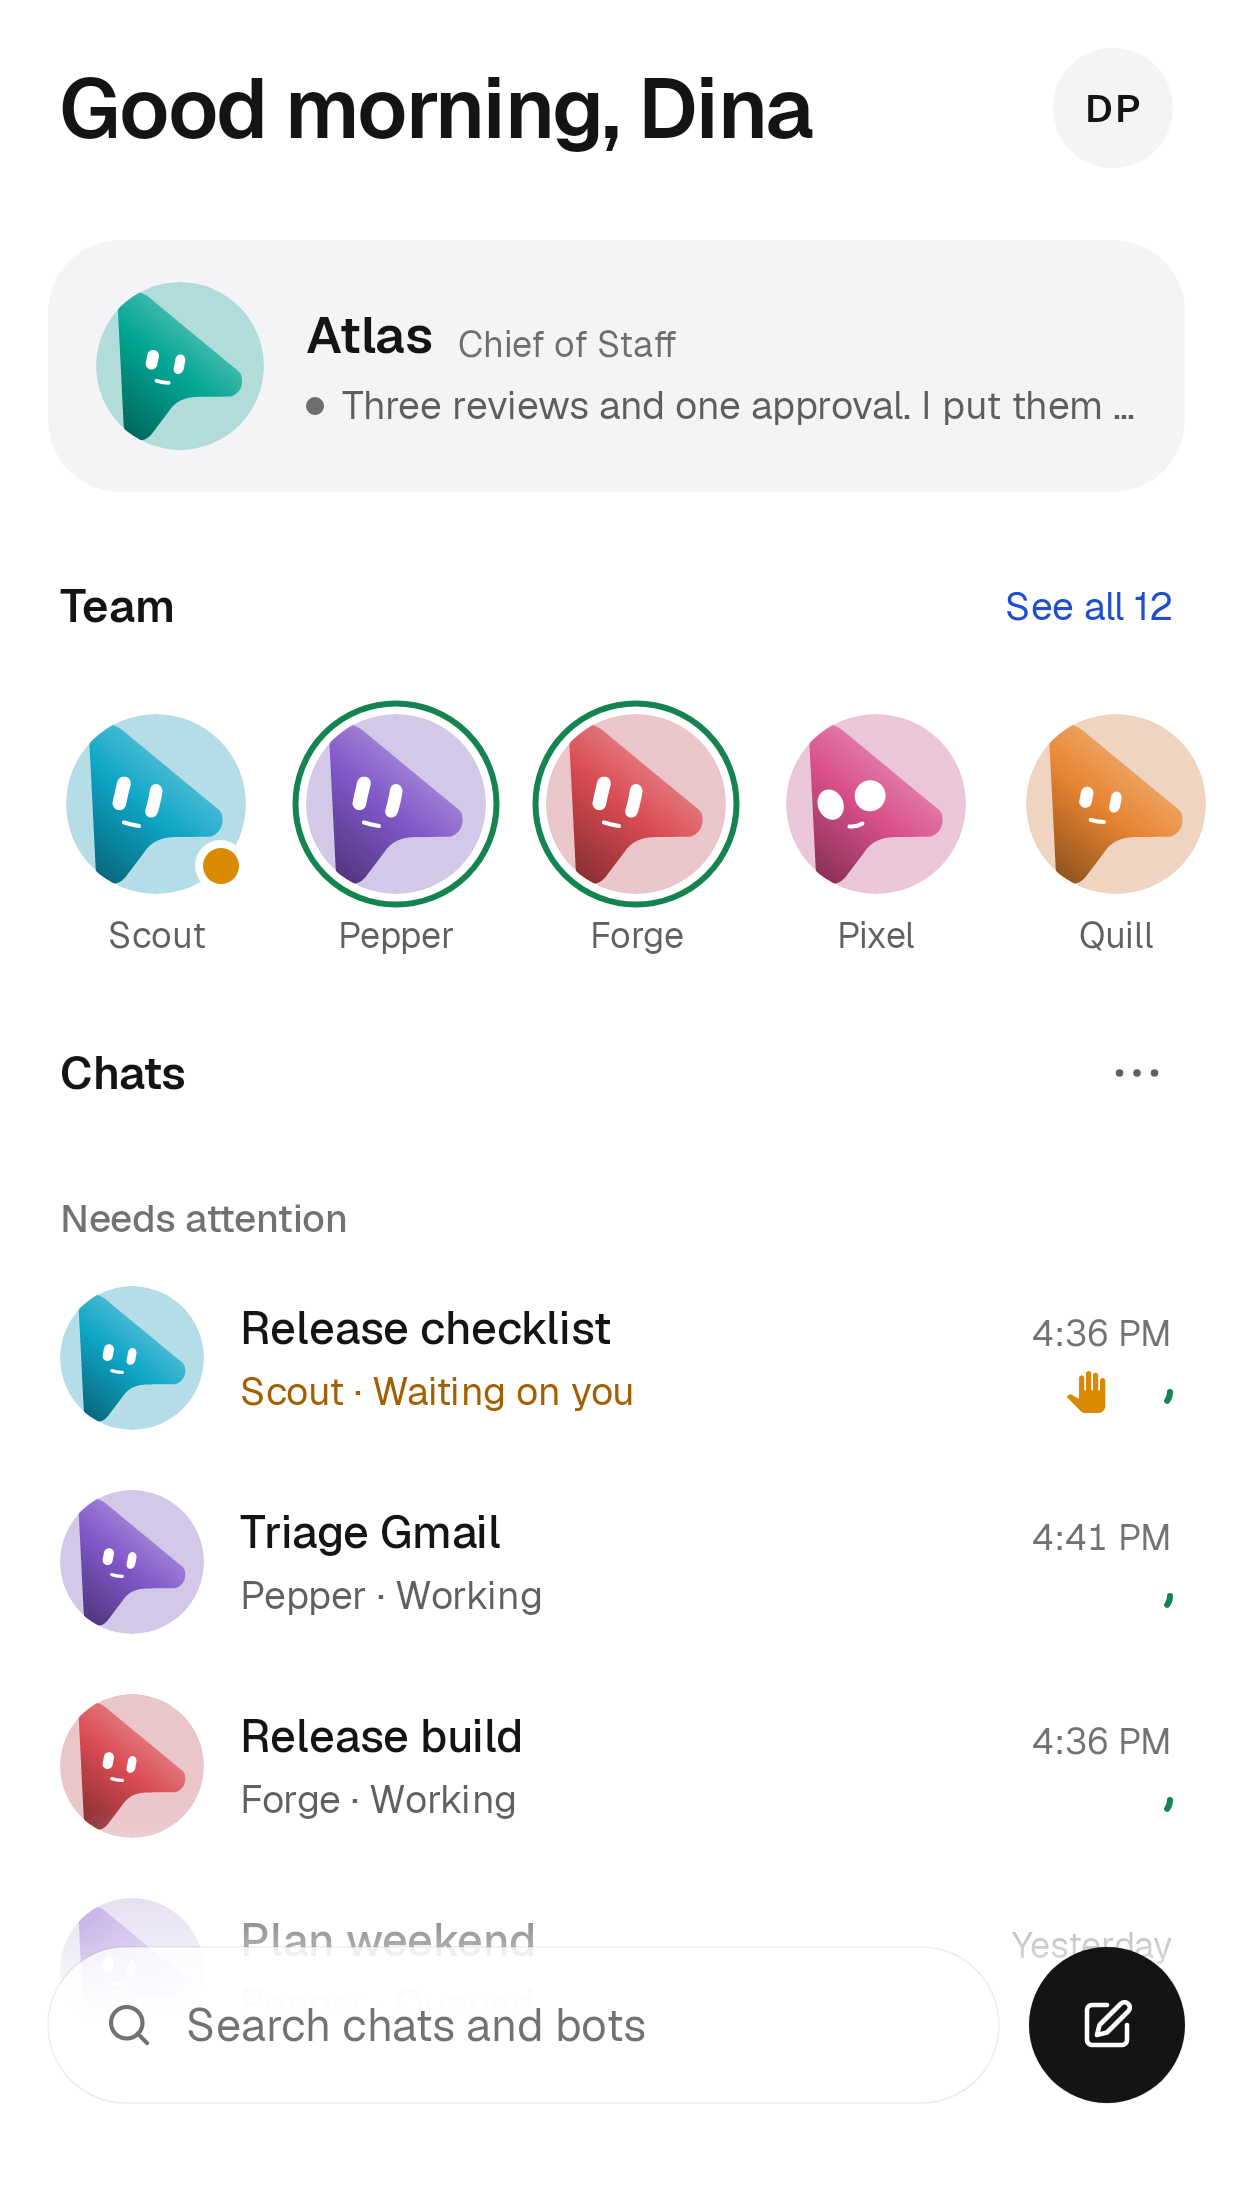 Good morning, Dina
DP
Atlas Chief of Staff
Three reviews and one approval. I put them ...
Team
See all 12
Scout
Pepper
Forge
Pixel
Quill
Chats
Needs attention
Release checklist
4:36 PM
Scout · Waiting on you
Triage Gmail
4:41 PM
Pepper · Working
Release build
4:36 PM
Forge · Working
Plan weekend
Yesterday
Pepper · Queued
Search chats and bots